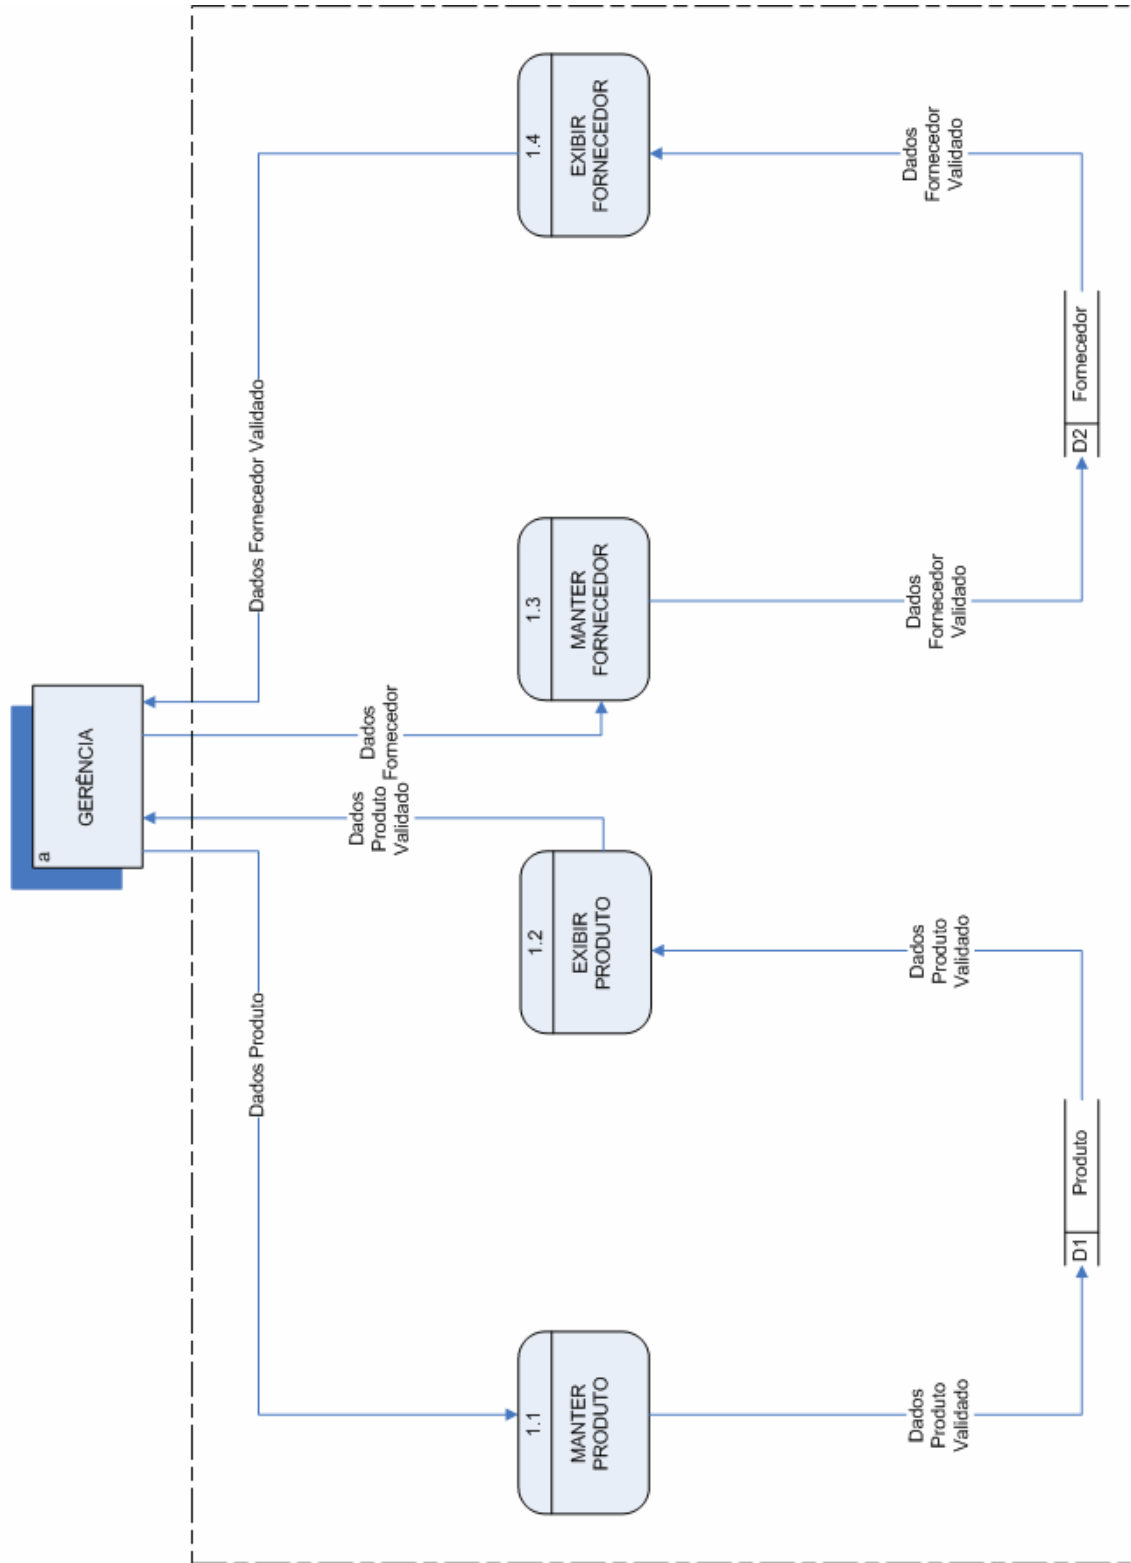 a
GERÊNCIA
Dados Produto
Dados Fornecedor Validado
Dados
Produto
Validado
Dados
Fornecedor
1.1
MANTER
PRODUTO
1.2
EXIBIR
PRODUTO
1.3
MANTER
FORNECEDOR
1.4
EXIBIR
FORNECEDOR
Dados
Produto
Validado
Dados
Produto
Validado
Dados
Fornecedor
Validado
Dados
Fornecedor
Validado
D1 Produto
D2 Fornecedor